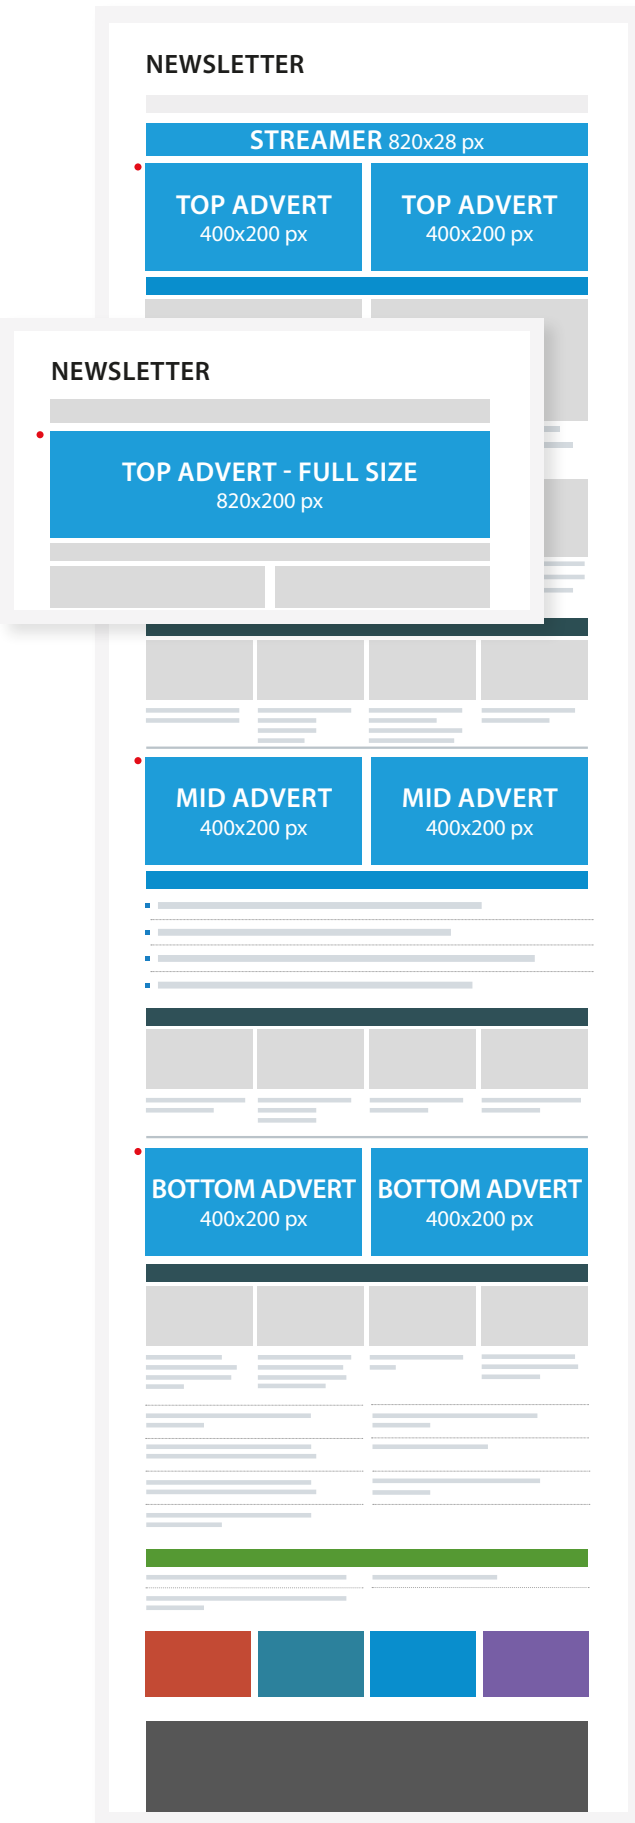 NEWSLETTER
STREAMER 820x28 px
TOP ADVERT
400x200 px
TOP ADVERT
400x200 px
NEWSLETTER
TOP ADVERT - FULL SIZE
820x200 px
MID ADVERT
400x200 px
MID ADVERT
400x200 px
BOTTOM ADVERT
400x200 px
BOTTOM ADVERT
400x200 px